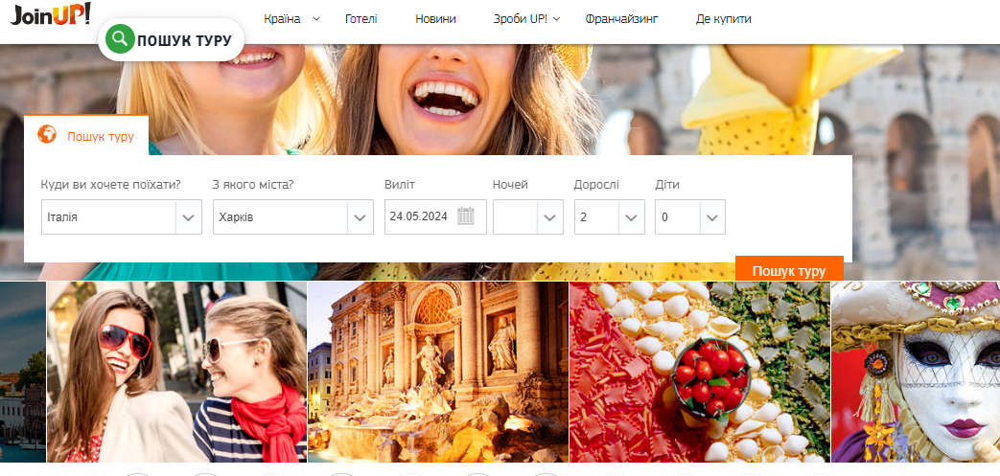 JoinUP!
Країна
Готелі
Новини
Зроби UP!
Франчайзинг
Де купити
ПОШУК ТУРУ
Пошук туру
Куди ви хочете поїхати?
З якого міста?
Виліт
Ночей
Дорослі
Діти
Італія
Харків
24.05.2024
2
0
Пошук туру